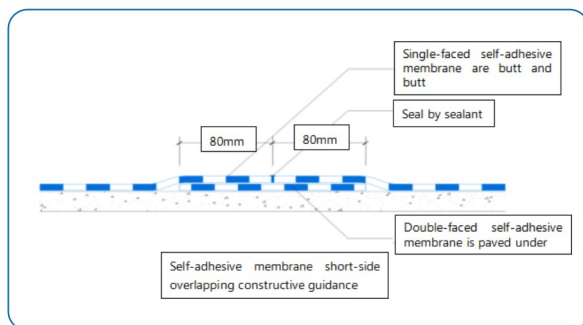 Single-faced self-adhesive
membrane are butt and
butt
Seal by sealant
80mm 80mm
Double-faced self-adhesive
membrane is paved under
Self-adhesive membrane short-side
overlapping constructive guidance